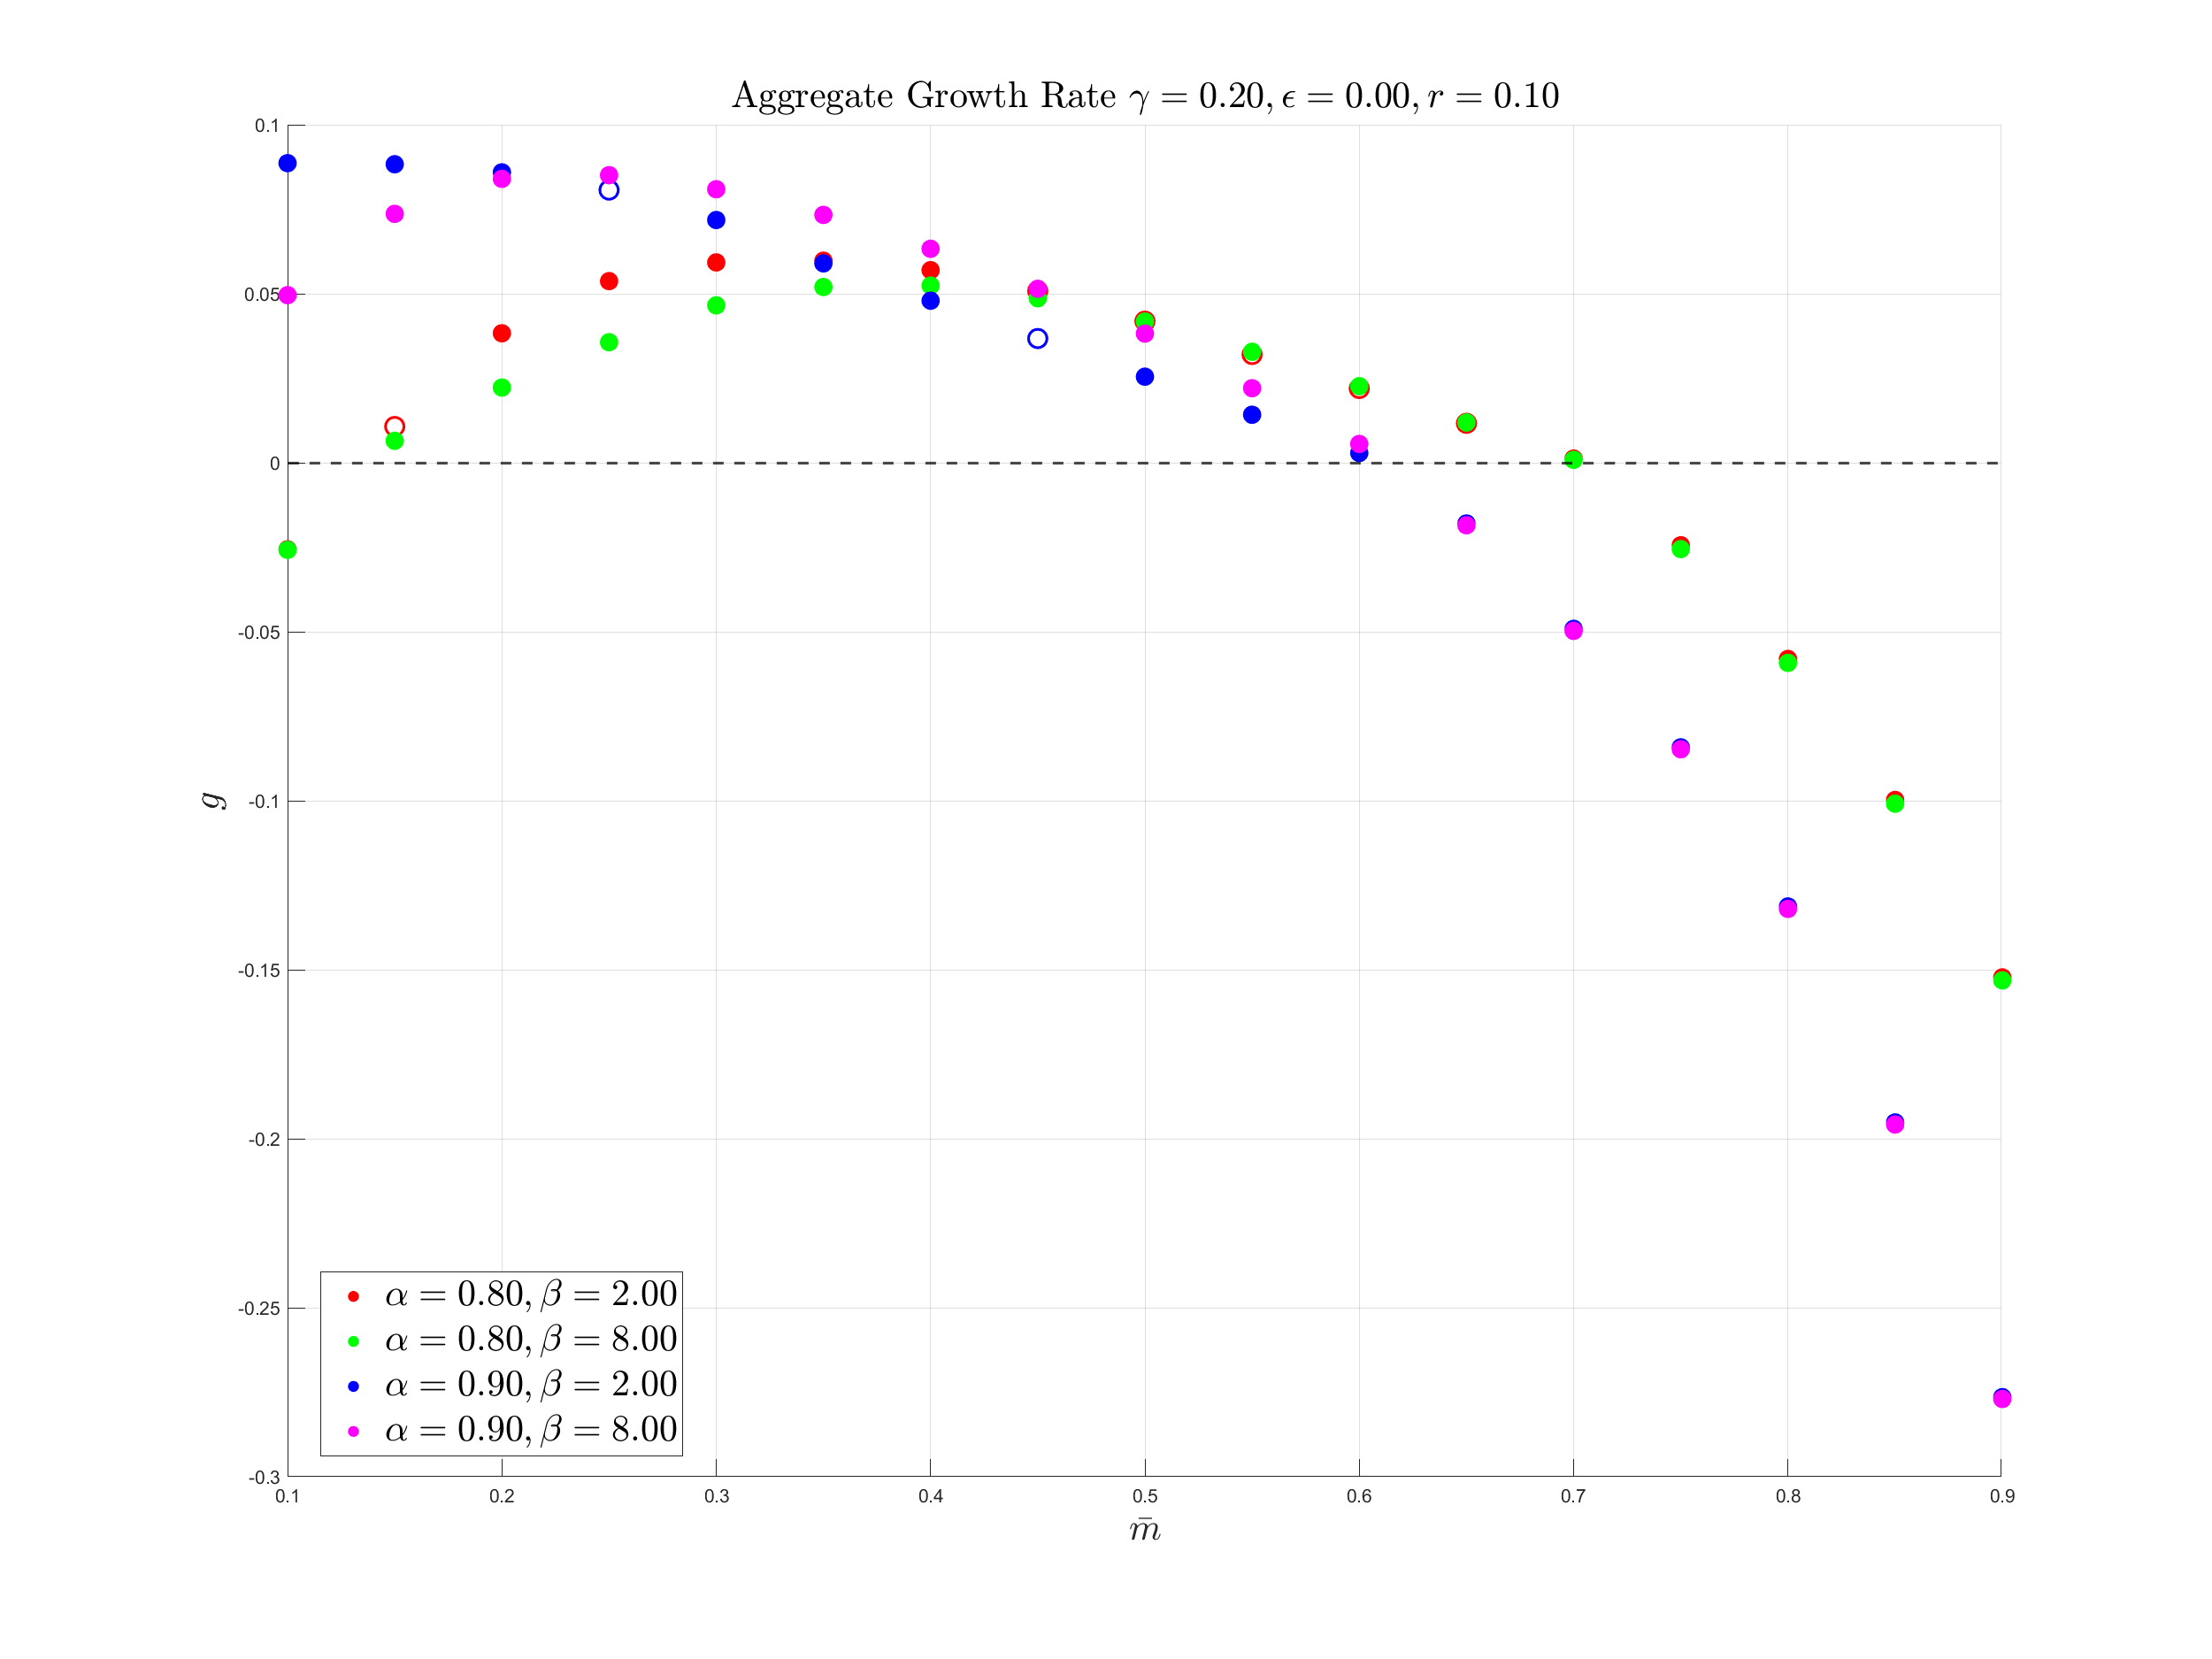 Aggregate Growth Rate γ = 0.20, ϵ = 0.00, r = 0.10
0.1
0.05
0
-0.05
-0.1
-0.15
-0.2
-0.25
-0.3
g
α = 0.80, β = 2.00
α = 0.80, β = 8.00
α = 0.90, β = 2.00
α = 0.90, β = 8.00
0.1 0.2 0.3 0.4 0.5 0.6 0.7 0.8 0.9
m̄